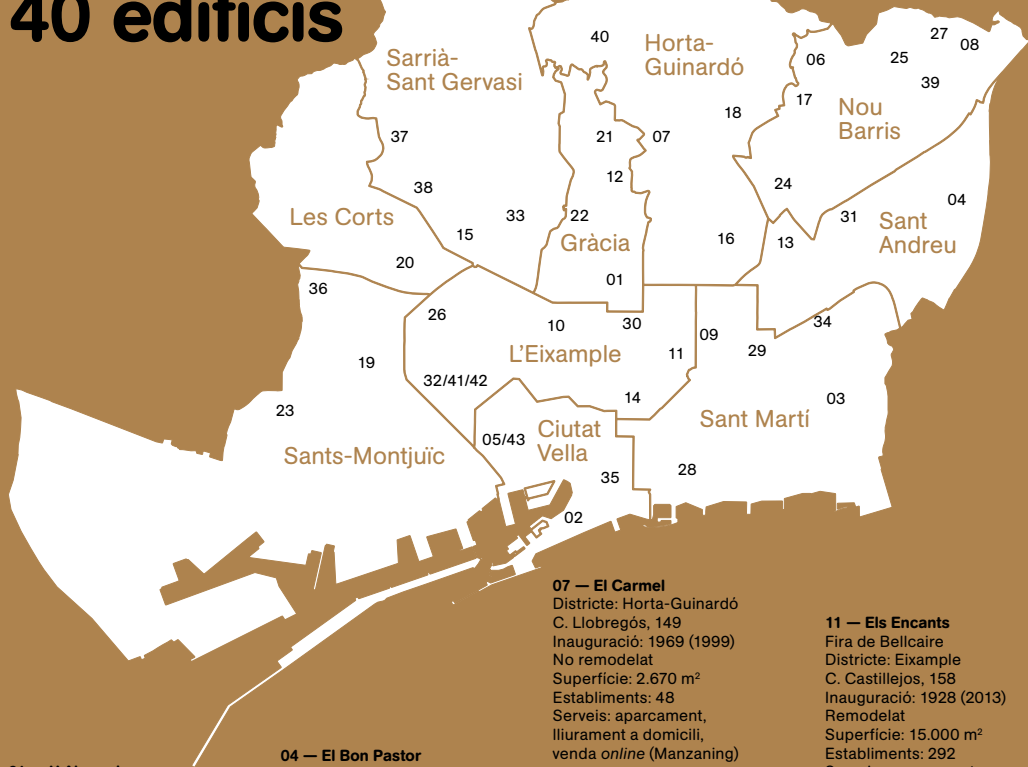 40 edificis
Sarrià-
Sant Gervasi
40
Horta-
Guinardó
27
08
06
25
39
17
Nou
Barris
18
37
21
07
12
38
24
04
Les Corts
33
22
31
Sant
Andreu
15
Gràcia
16
13
20
01
36
26
10
30
34
09
L'Eixample
11
29
19
32/41/42
14
03
23
Sant Martí
Ciutat
Vella
05/43
Sants-Montjuïc
28
35
02
07 — El Carmel
Districte: Horta-Guinardó
C. Llobregós, 149
Inauguració: 1969 (1999)
No remodelat
Superfície: 2.670 m²
Establiments: 48
Serveis: aparcament,
lliurament a domicili,
venda online (Manzaning)
11 — Els Encants
Fira de Bellcaire
Districte: Eixample
C. Castillejos, 158
Inauguració: 1928 (2013)
Remodelat
Superfície: 15.000 m²
Establiments: 292
04 — El Bon Pastor